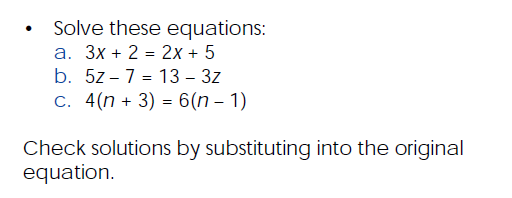 • Solve these equations:
a. 3x + 2 = 2x + 5
b. 5z – 7 = 13 – 3z
c. 4(n + 3) = 6(n – 1)
Check solutions by substituting into the original
equation.